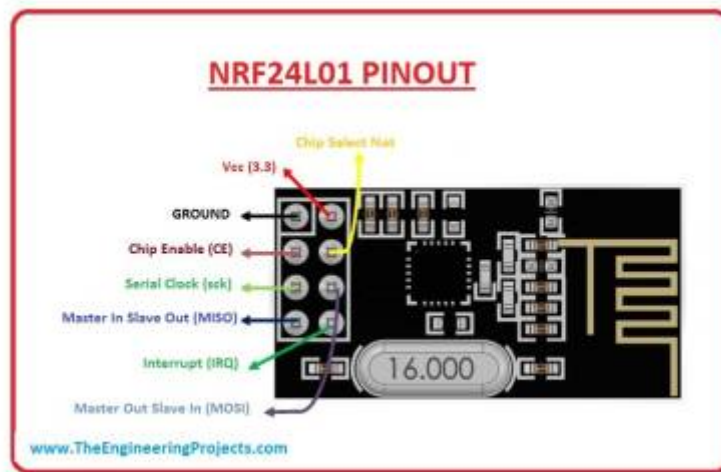 NRF24L01 PINOUT
Chip Select Not
Vcc (3.3)
GROUND
Chip Enable (CE)
Serial Clock (sck)
Master In Slave Out (MISO)
Interrupt (IRQ)
16.000
Master Out Slave In (MOSI)
www.TheEngineeringProjects.com